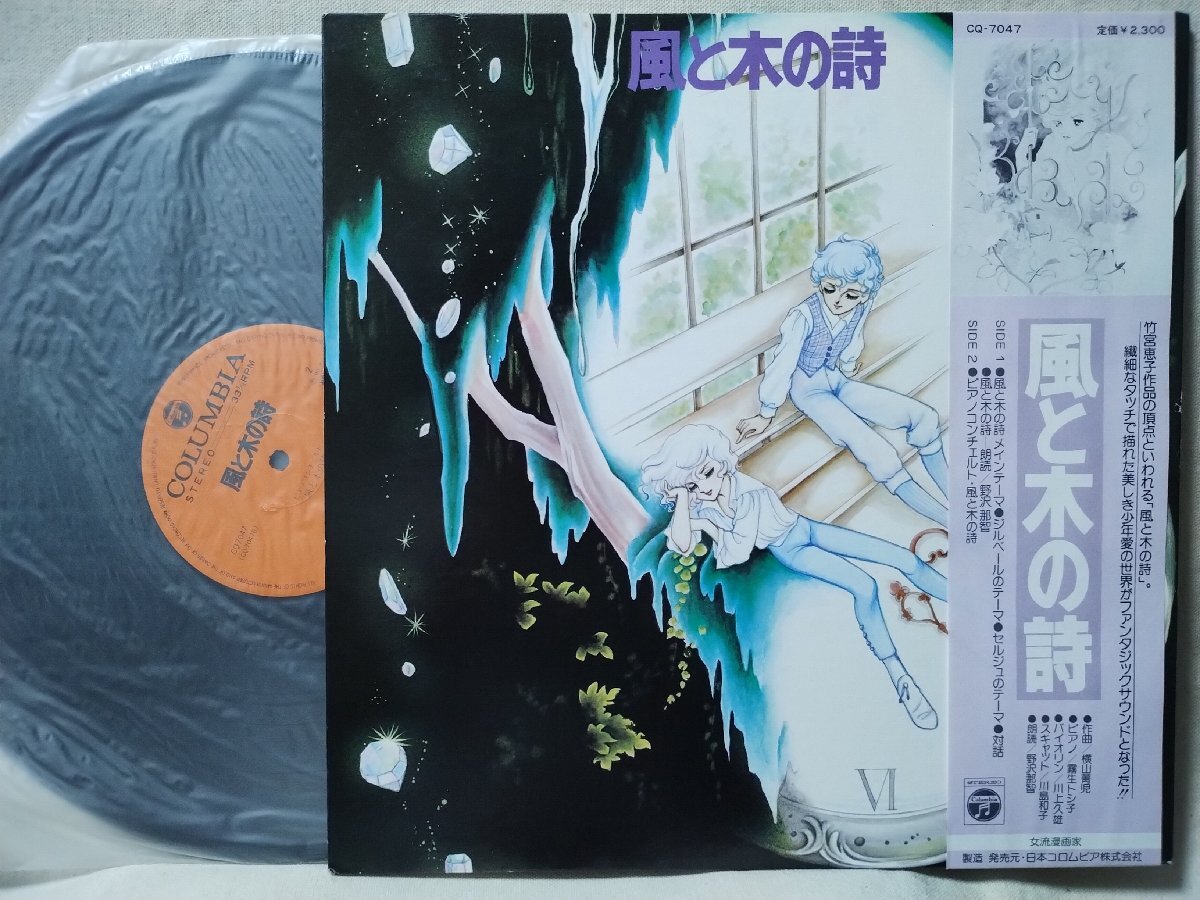 風と木の詩
CQ-7047
定価¥2,300
竹宮恵子作品の頂点といわれる「風と木の詩」。
繊細なタッチで描れた美しき少年愛の世界がファンタジックサウンドとなった!!
風と木の詩
SIDE 1 ●風と木の詩 メインテーマ●ジルベールのテーマ●セルジュのテーマ●対話
●風と木の詩/朗読/野沢那智
SIDE 2 ●ピアノコンチェルト・風と木の詩
●作曲/横山菁児
●ピアノ/霧生トシ子
●バイオリン/川上久雄
●スキャット/川島和子
●朗読/野沢那智
STEREO
Columbia
女流漫画家
製造 発売元・日本コロムビア株式会社
COLUMBIA
STEREO
33⅓RPM
2
風と木の詩
CQ7047
VI